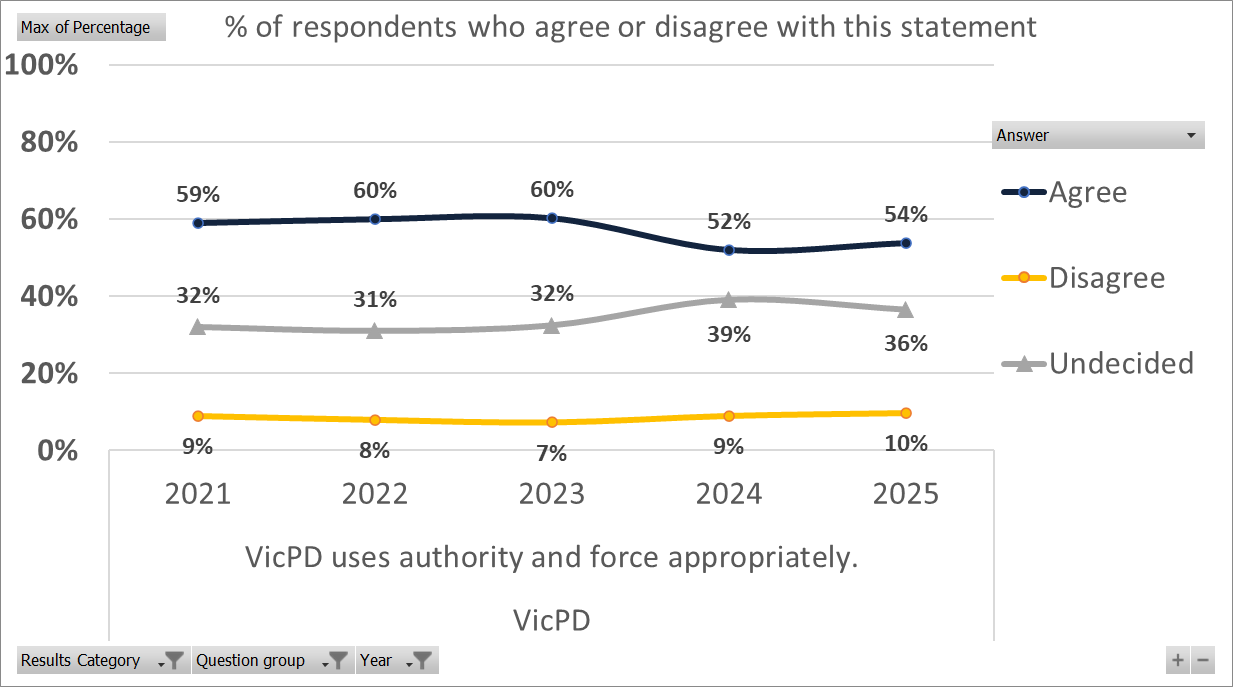 Max of Percentage
% of respondents who agree or disagree with this statement
100%
80%
60%
40%
20%
0%
Answer
Agree
Disagree
Undecided
59%
60%
60%
52%
54%
32%
31%
32%
39%
36%
9%
8%
7%
9%
10%
2021 2022 2023 2024 2025
VicPD uses authority and force appropriately.
VicPD
Results Category Question group Year
+ −